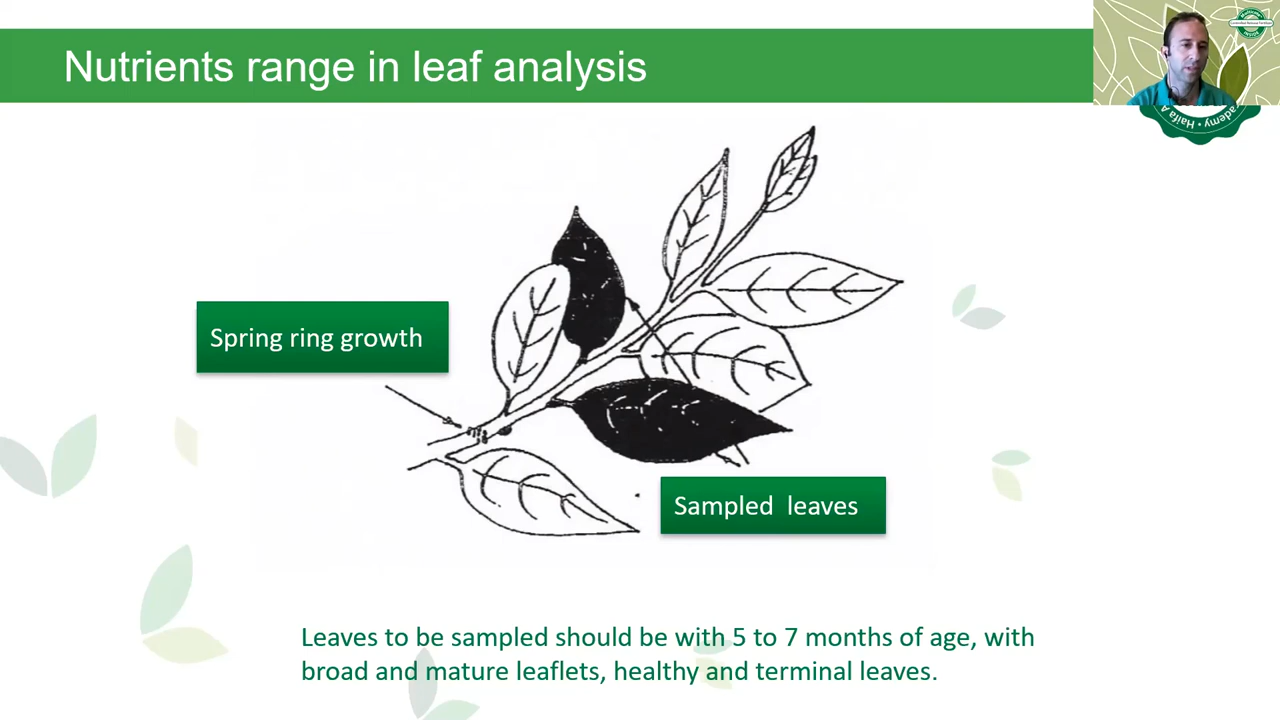 Nutrients range in leaf analysis
Spring ring growth
Sampled  leaves
Leaves to be sampled should be with 5 to 7 months of age, with
broad and mature leaflets, healthy and terminal leaves.